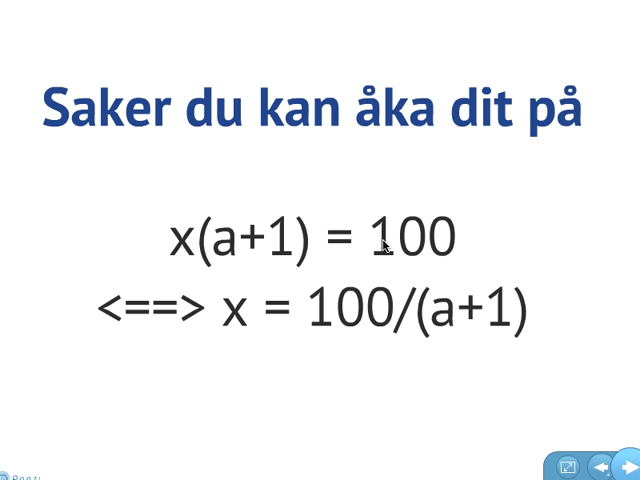 Saker du kan åka dit på
x(a+1) = 100
<==> x = 100/(a+1)